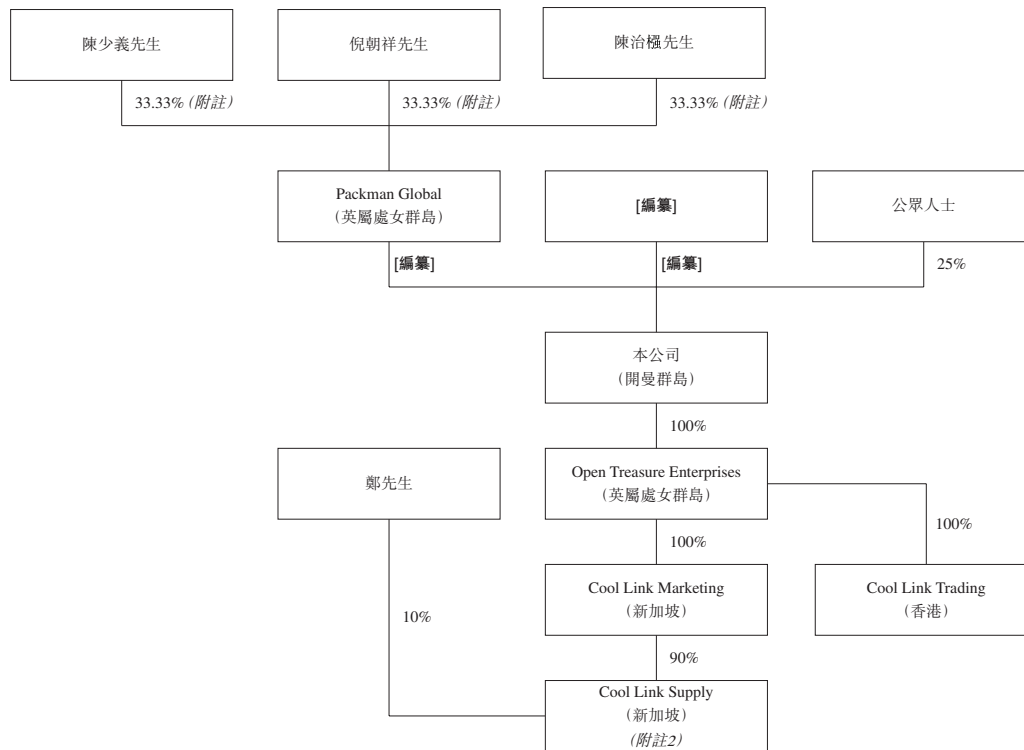 陳少義先生
倪朝祥先生
陳治㯋先生
33.33% (附註)
33.33% (附註)
33.33% (附註)
Packman Global
（英屬處女群島）
[編纂]
公眾人士
[編纂]
[編纂]
25%
本公司
（開曼群島）
100%
鄭先生
Open Treasure Enterprises
（英屬處女群島）
100%
100%
Cool Link Marketing
（新加坡）
Cool Link Trading
（香港）
10%
90%
Cool Link Supply
（新加坡）
(附註2)